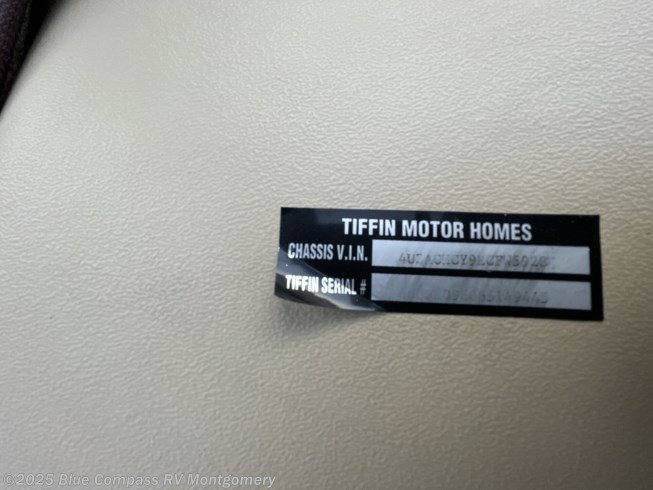 TIFFIN MOTOR HOMES
CHASSIS V.I.N.
TIFFIN SERIAL #
©2025 Blue Compass RV Montgomery